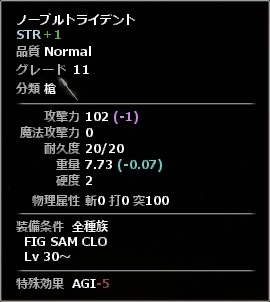 ノーブルトライデント
STR+1
品質 Normal
グレード 11
分類 槍
攻撃力 102 (-1)
魔法攻撃力 0
耐久度 20/20
重量 7.73 (-0.07)
硬度 2
物理属性 斬0 打0 突100
装備条件 全種族
FIG SAM CLO
Lv 30～
特殊効果 AGI-5